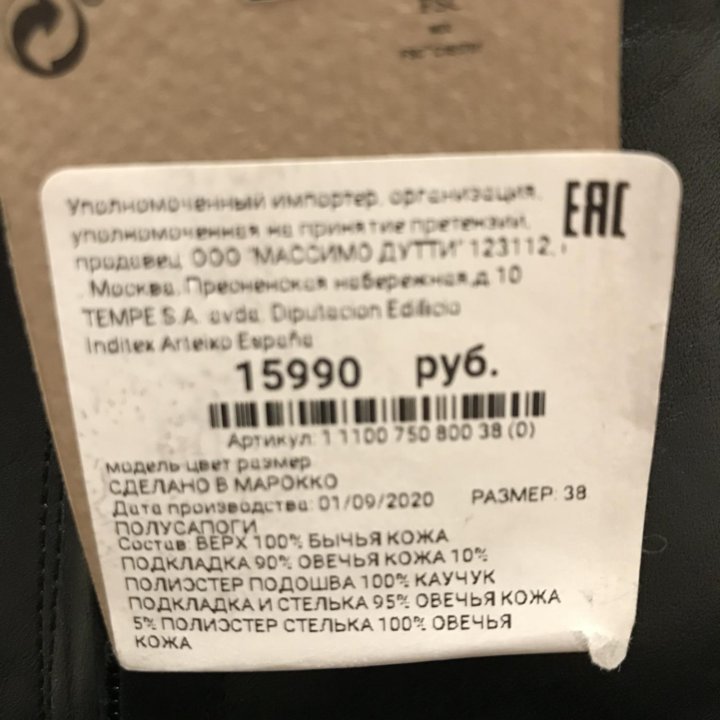 Уполномоченный импортер, организация,
уполномоченная на принятие претензии,
продавец ООО "МАССИМО ДУТТИ" 123112,
Москва, Пресненская набережная,д 10
TEMPE S.A. avda. Diputacion Edificio
Inditex Arteixo España
EAC
15990 руб.
Артикул: 1 1100 750 800 38 (0)
модель цвет размер
СДЕЛАНО В МАРОККО
Дата производства: 01/09/2020 РАЗМЕР: 38
ПОЛУСАПОГИ
Состав: ВЕРХ 100% БЫЧЬЯ КОЖА
ПОДКЛАДКА 90% ОВЕЧЬЯ КОЖА 10%
ПОЛИЭСТЕР ПОДОШВА 100% КАУЧУК
ПОДКЛАДКА И СТЕЛЬКА 95% ОВЕЧЬЯ КОЖА
5% ПОЛИЭСТЕР СТЕЛЬКА 100% ОВЕЧЬЯ
КОЖА